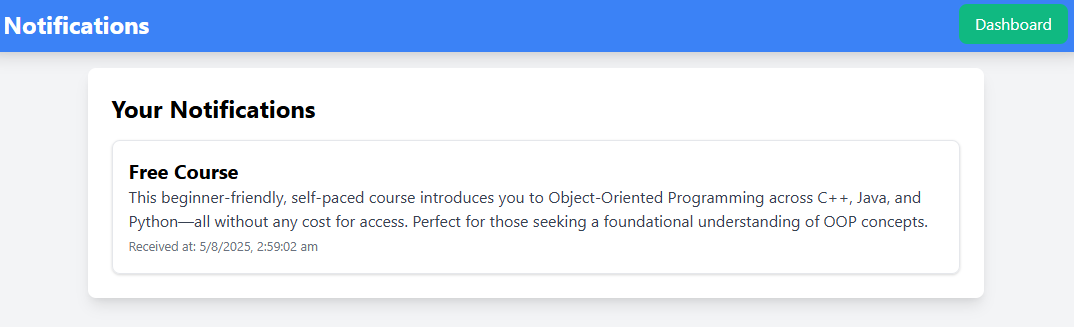 Notifications
Dashboard
Your Notifications
Free Course
This beginner-friendly, self-paced course introduces you to Object-Oriented Programming across C++, Java, and
Python—all without any cost for access. Perfect for those seeking a foundational understanding of OOP concepts.
Received at: 5/8/2025, 2:59:02 am